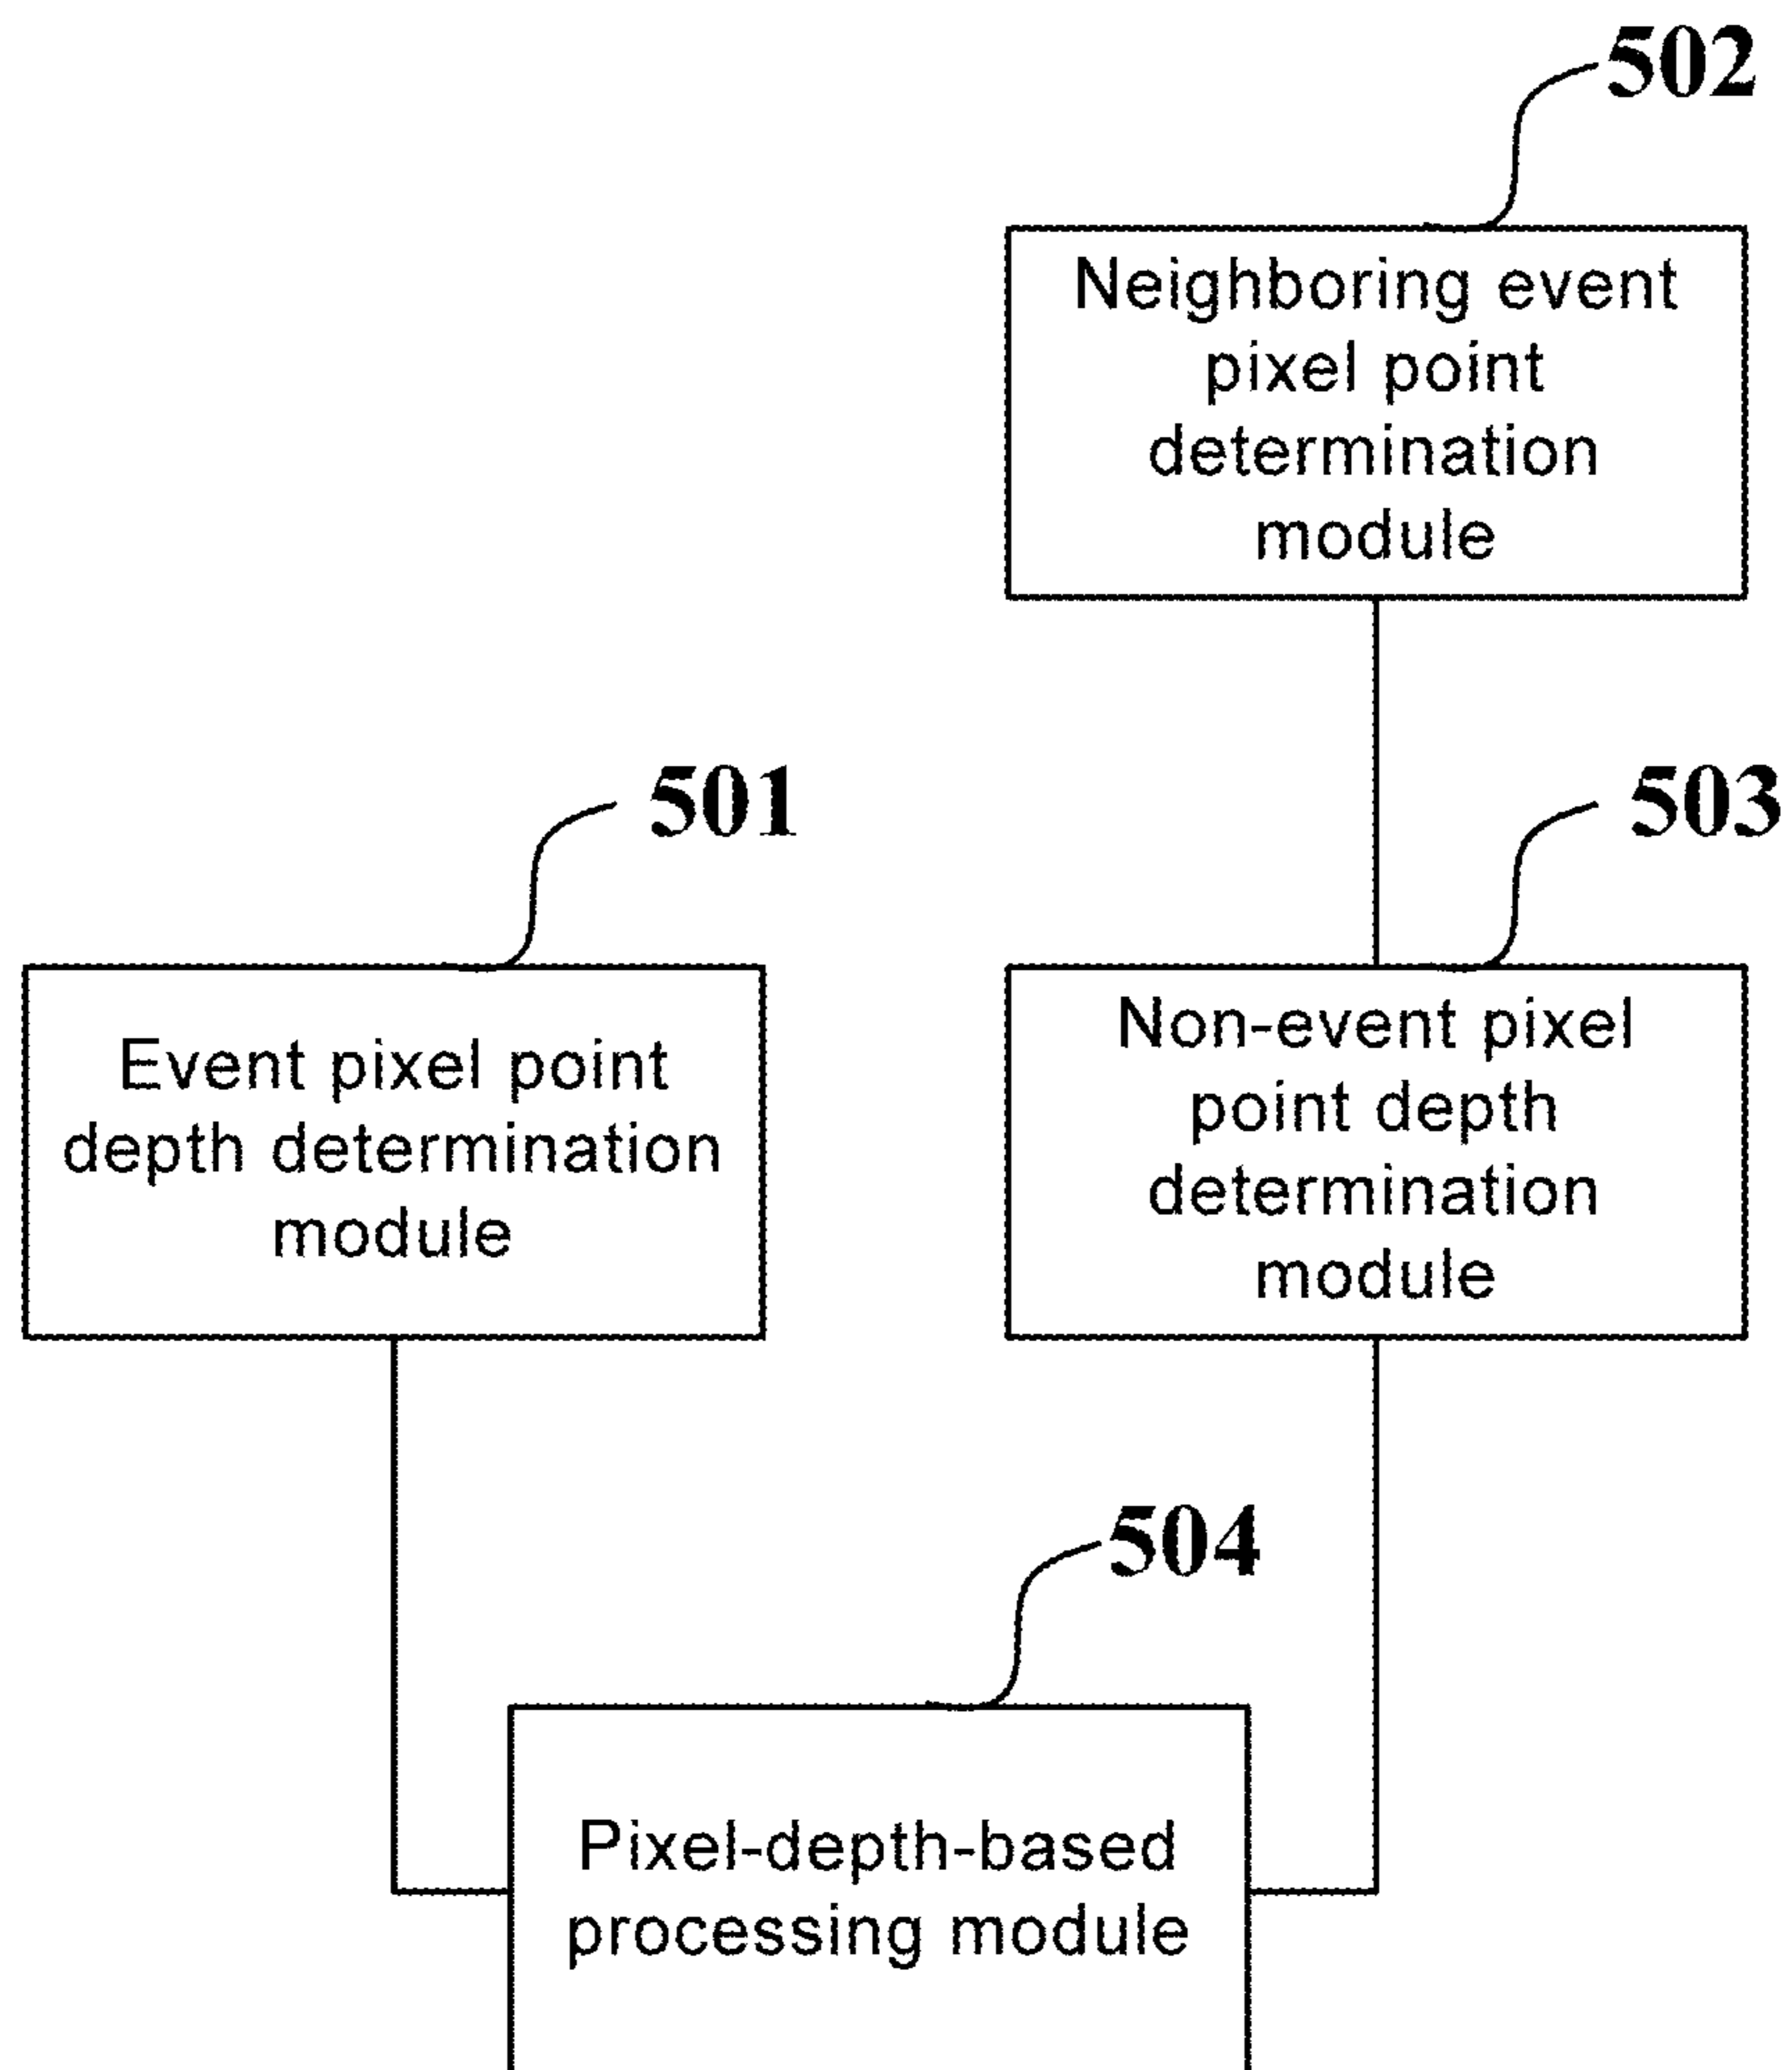 502
Neighboring event
pixel point
determination
module
501
503
Event pixel point
depth determination
module
Non-event pixel
point depth
determination
module
504
Pixel-depth-based
processing module